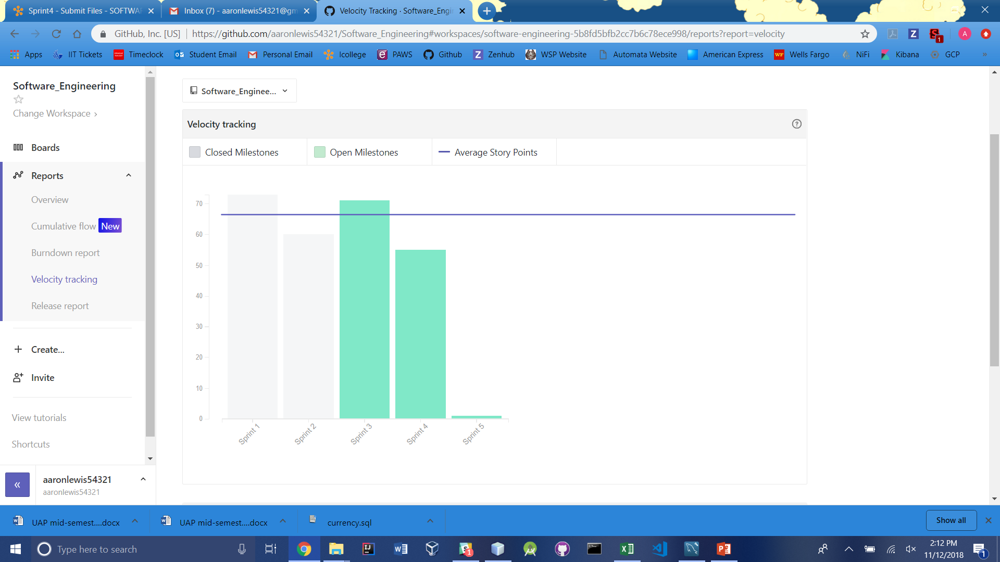 Sprint4 - Submit Files - SOFTWA
Inbox (7) - aaronlewis54321@gm
Velocity Tracking · Software_Engi
GitHub, Inc. [US]
https://github.com/aaronlewis54321/Software_Engineering#workspaces/software-engineering-5b8fd5bfb2cc7b6c78ece998/reports?report=velocity
Z
1
A
Apps
IIT Tickets
Timeclock
Student Email
Personal Email
Icollege
PAWS
Github
Zenhub
WSP Website
Automata Website
American Express
Wells Fargo
NiFi
Kibana
GCP
»
Software_Engineering
Change Workspace ›
Boards
Reports
Overview
Cumulative flow New
Burndown report
Velocity tracking
Release report
Create...
Invite
View tutorials
Shortcuts
aaronlewis54321
aaronlewis54321
Software_Enginee...
Velocity tracking
Closed Milestones
Open Milestones
Average Story Points
70
60
50
40
30
20
10
0
Sprint 1
Sprint 2
Sprint 3
Sprint 4
Sprint 5
UAP mid-semest....docx
UAP mid-semest....docx
currency.sql
Show all
Type here to search
1
2:12 PM
11/12/2018
1